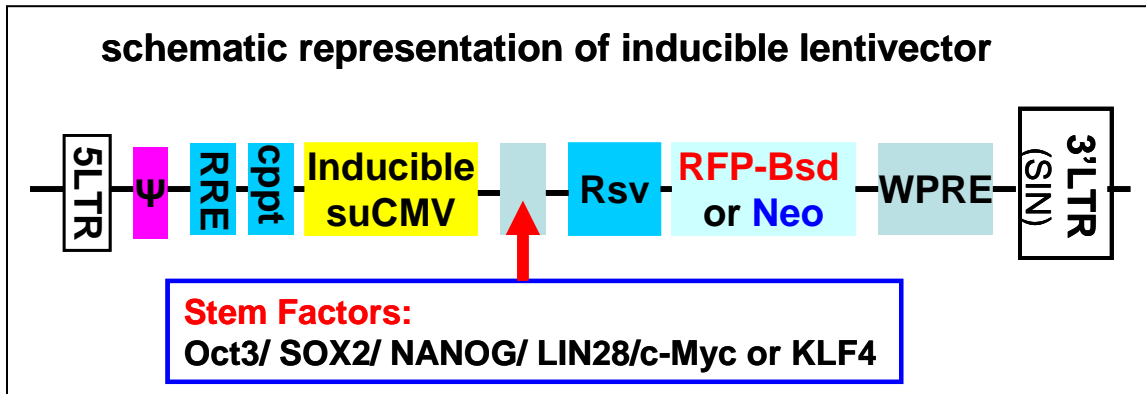 schematic representation of inducible lentivector
5LTR
Ψ
RRE
cppt
Inducible
suCMV
Rsv
RFP-Bsd
or Neo
WPRE
3'LTR
(SIN)
Stem Factors:
Oct3/ SOX2/ NANOG/ LIN28/c-Myc or KLF4